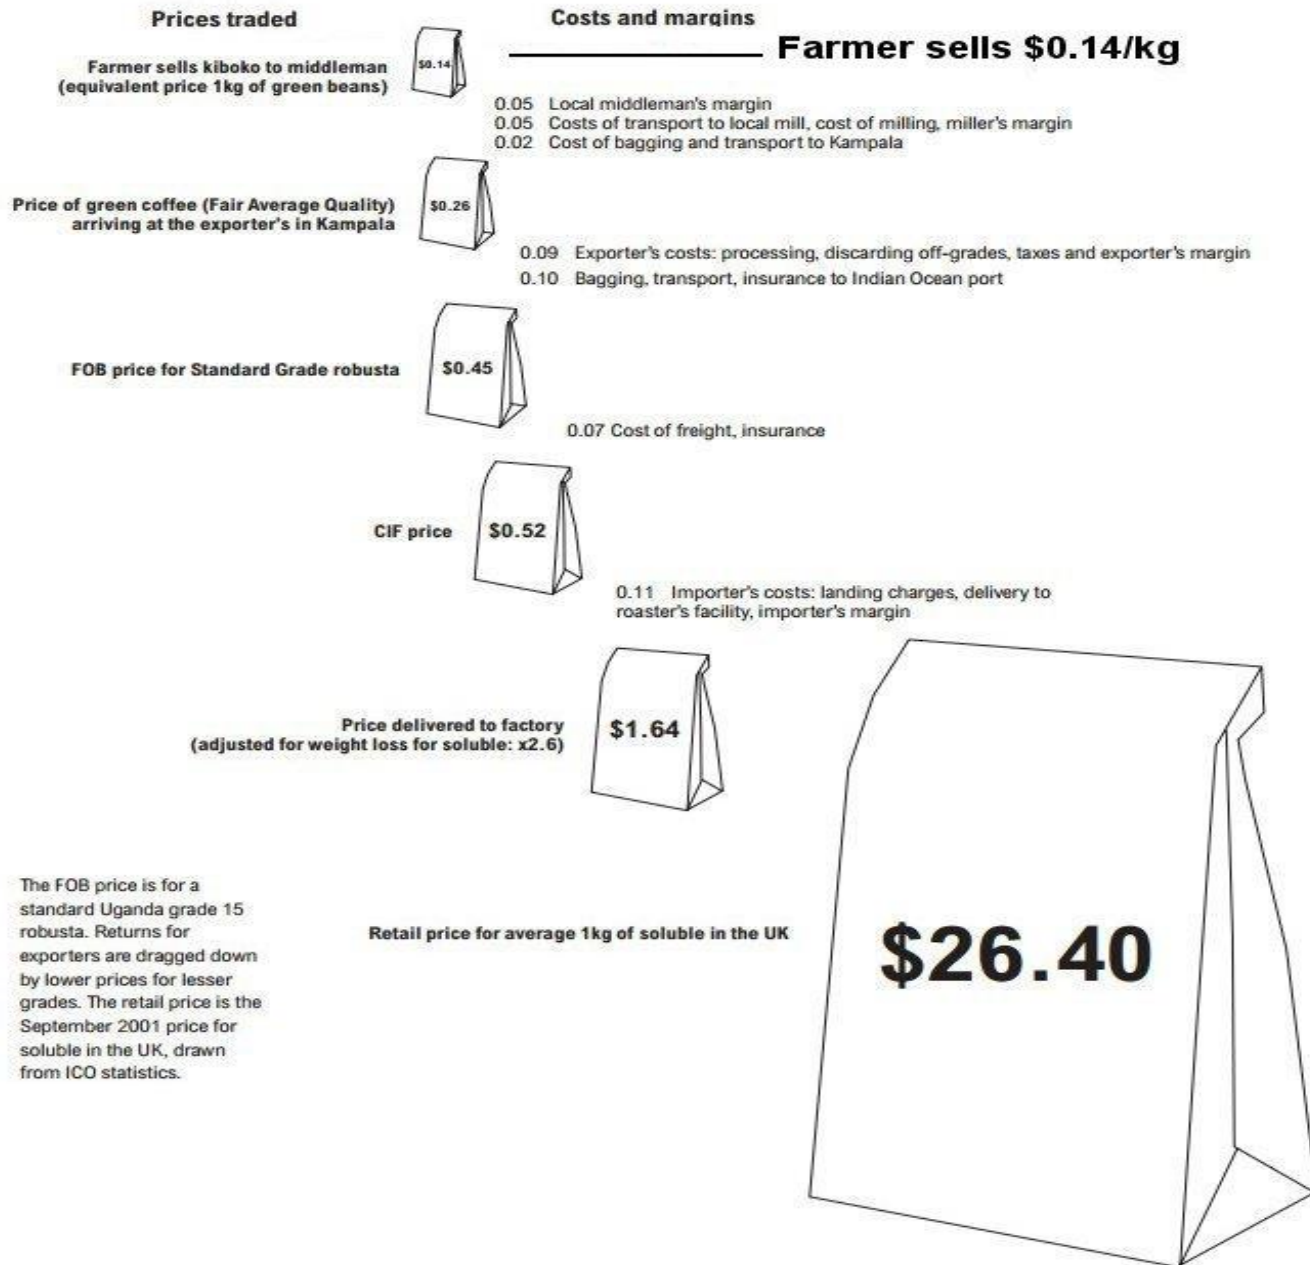 Prices traded
Costs and margins
Farmer sells $0.14/kg
Farmer sells kiboko to middleman
(equivalent price 1kg of green beans)
$0.14
0.05 Local middleman's margin
0.05 Costs of transport to local mill, cost of milling, miller's margin
0.02 Cost of bagging and transport to Kampala
Price of green coffee (Fair Average Quality)
arriving at the exporter's in Kampala
$0.26
0.09 Exporter's costs: processing, discarding off-grades, taxes and exporter's margin
0.10 Bagging, transport, insurance to Indian Ocean port
FOB price for Standard Grade robusta
$0.45
0.07 Cost of freight, insurance
CIF price
$0.52
0.11 Importer's costs: landing charges, delivery to
roaster's facility, importer's margin
Price delivered to factory
(adjusted for weight loss for soluble: x2.6)
$1.64
The FOB price is for a
standard Uganda grade 15
robusta. Returns for
exporters are dragged down
by lower prices for lesser
grades. The retail price is the
September 2001 price for
soluble in the UK, drawn
from ICO statistics.
Retail price for average 1kg of soluble in the UK
$26.40